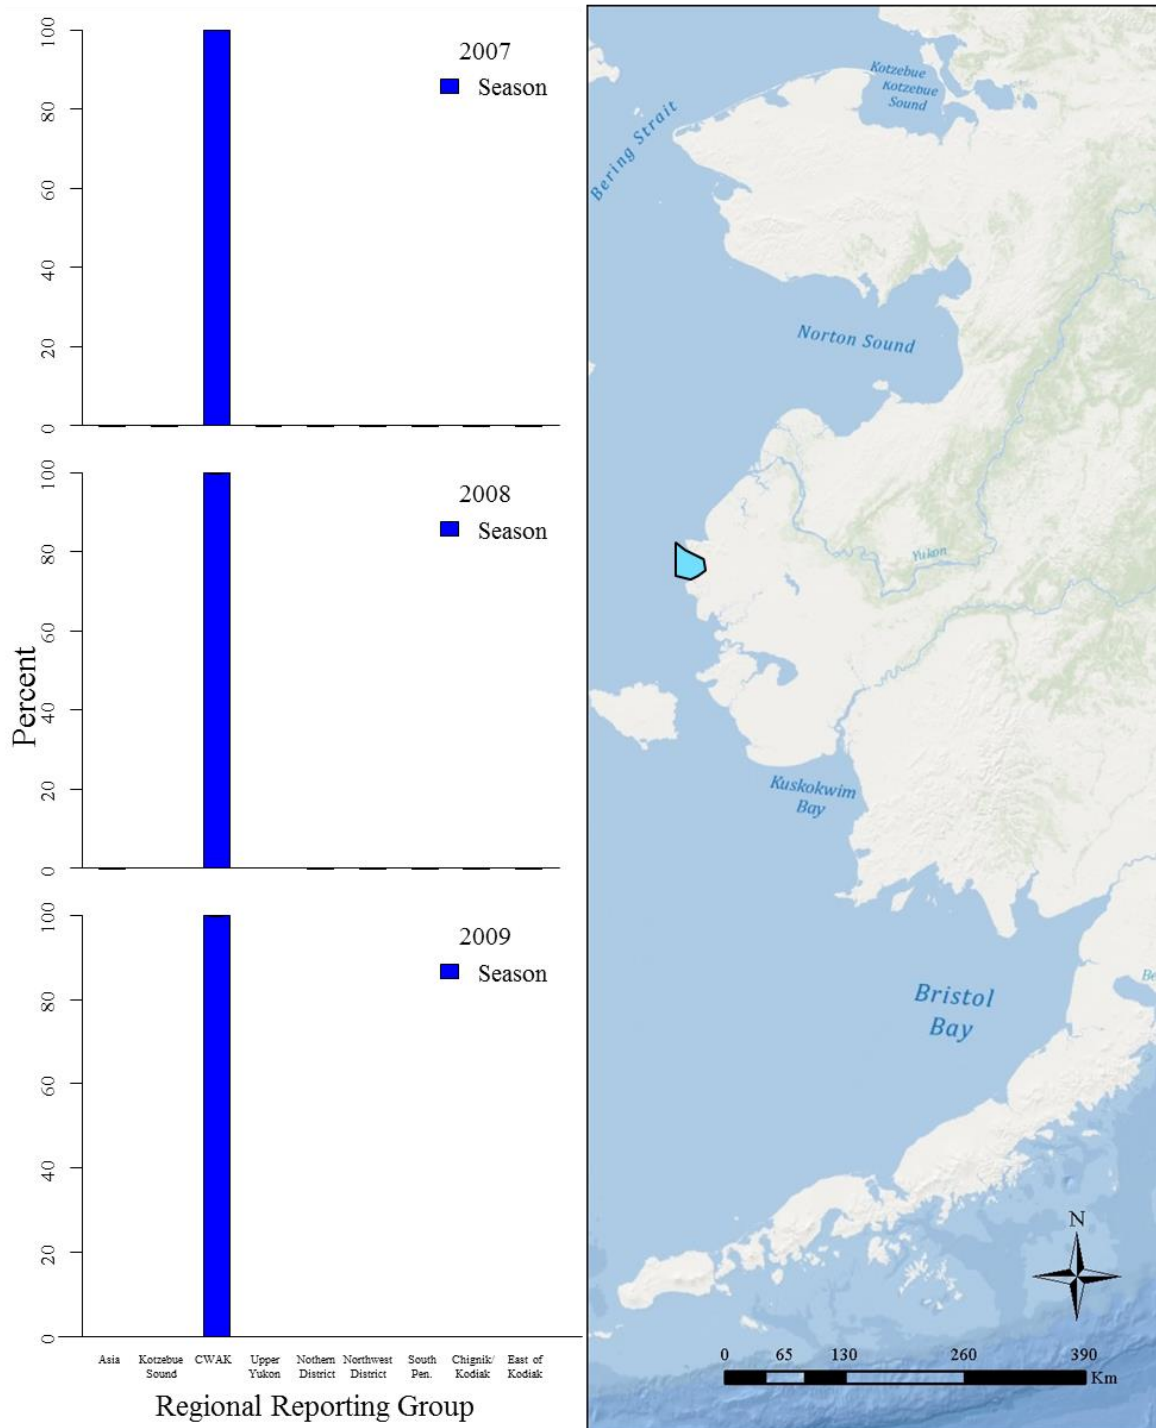 2007
Season
100
80
60
40
20
0
2008
Season
100
80
60
40
20
0
2009
Season
100
80
60
40
20
0
Percent
Asia
Kotzebue
Sound
CWAK
Upper
Yukon
Nothern
District
Northwest
District
South
Pen.
Chignik/
Kodiak
East of
Kodiak
Regional Reporting Group
Kotzebue
Kotzebue
Sound
Bering Strait
Norton Sound
Yukon
Kuskokwim
Bay
Bristol
Bay
Be
N
0 65 130 260 390
Km